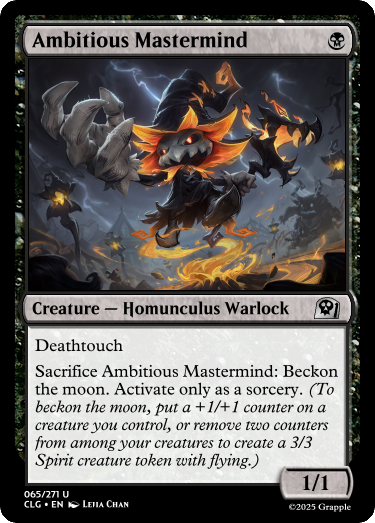 Ambitious Mastermind
Creature — Homunculus Warlock
Deathtouch
Sacrifice Ambitious Mastermind: Beckon
the moon. Activate only as a sorcery. (To
beckon the moon, put a +1/+1 counter on a
creature you control, or remove two counters
from among your creatures to create a 3/3
Spirit creature token with flying.)
1/1
065/271 U
CLG • EN Lejia Chan
©2025 Grapple